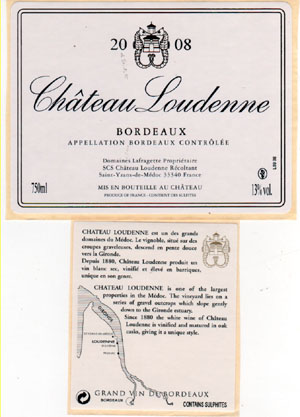 20 08
Château Loudenne
BORDEAUX
APPELLATION BORDEAUX CONTRÔLÉE
Domaines Lafragette Propriétaire
SCS Château Loudenne Récoltant
Saint-Yzans-de-Médoc 33340 France
750ml
MIS EN BOUTEILLE AU CHÂTEAU
13% vol.
PRODUCE OF FRANCE - CONTAINS SULFITES
CHATEAU LOUDENNE est un des grands
domaines du Médoc. Le vignoble, situé sur des
croupes graveleuses, descend en pente douce
vers la Gironde.
Depuis 1880, Château Loudenne produit un
vin blanc sec, vinifié et élevé en barriques,
unique en son genre.
CHATEAU LOUDENNE is one of the largest
properties in the Médoc. The vineyard lies on a
series of gravel outcrops which slope gently
down to the Gironde estuary.
Since 1880 the white wine of Château
Loudenne is vinified and matured in oak
casks, giving it a unique style.
LOUDENNE
GRAND VIN DE BORDEAUX
BORDEAUX
CONTAINS SULPHITES